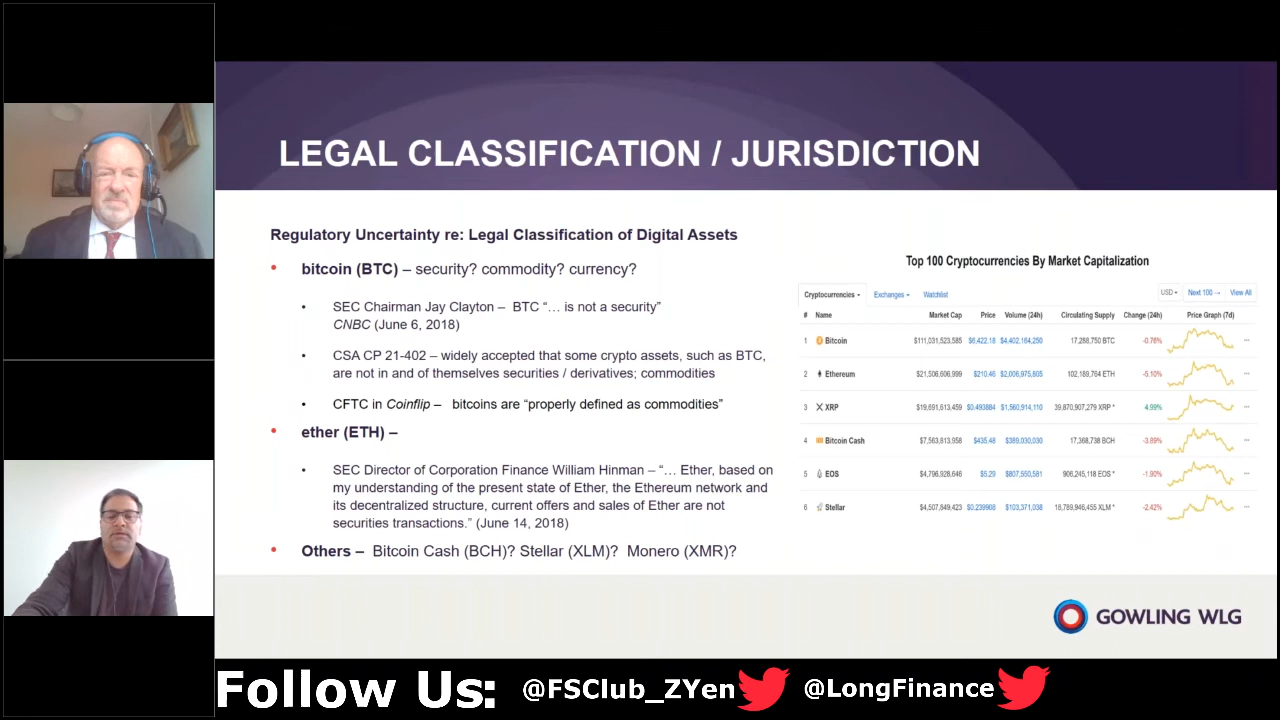 LEGAL CLASSIFICATION / JURISDICTION
Regulatory Uncertainty re: Legal Classification of Digital Assets
• bitcoin (BTC) – security? commodity? currency?
• SEC Chairman Jay Clayton – BTC “… is not a security”
CNBC (June 6, 2018)
• CSA CP 21-402 – widely accepted that some crypto assets, such as BTC,
are not in and of themselves securities / derivatives; commodities
• CFTC in Coinflip – bitcoins are “properly defined as commodities”
• ether (ETH) –
• SEC Director of Corporation Finance William Hinman – “… Ether, based on
my understanding of the present state of Ether, the Ethereum network and
its decentralized structure, current offers and sales of Ether are not
securities transactions.” (June 14, 2018)
• Others – Bitcoin Cash (BCH)? Stellar (XLM)? Monero (XMR)?
Top 100 Cryptocurrencies By Market Capitalization
Cryptocurrencies Exchanges Watchlist USD Next 100 → View All
# Name Market Cap Price Volume (24h) Circulating Supply Change (24h) Price Graph (7d)
1 Bitcoin $111,031,523,585 $6,422.18 $4,402,164,250 17,288,750 BTC -0.78%
2 Ethereum $21,506,606,999 $210.46 $2,006,975,805 102,189,764 ETH -5.10%
3 XRP $19,691,613,459 $0.493884 $1,560,914,110 39,870,907,279 XRP * 4.99%
4 Bitcoin Cash $7,563,813,958 $435.48 $389,030,030 17,368,738 BCH -3.89%
5 EOS $4,796,928,646 $5.29 $807,550,581 906,245,118 EOS * -1.90%
6 Stellar $4,507,849,423 $0.239908 $103,371,038 18,789,946,455 XLM * -2.42%
GOWLING WLG
Follow Us: @FSClub_ZYen @LongFinance